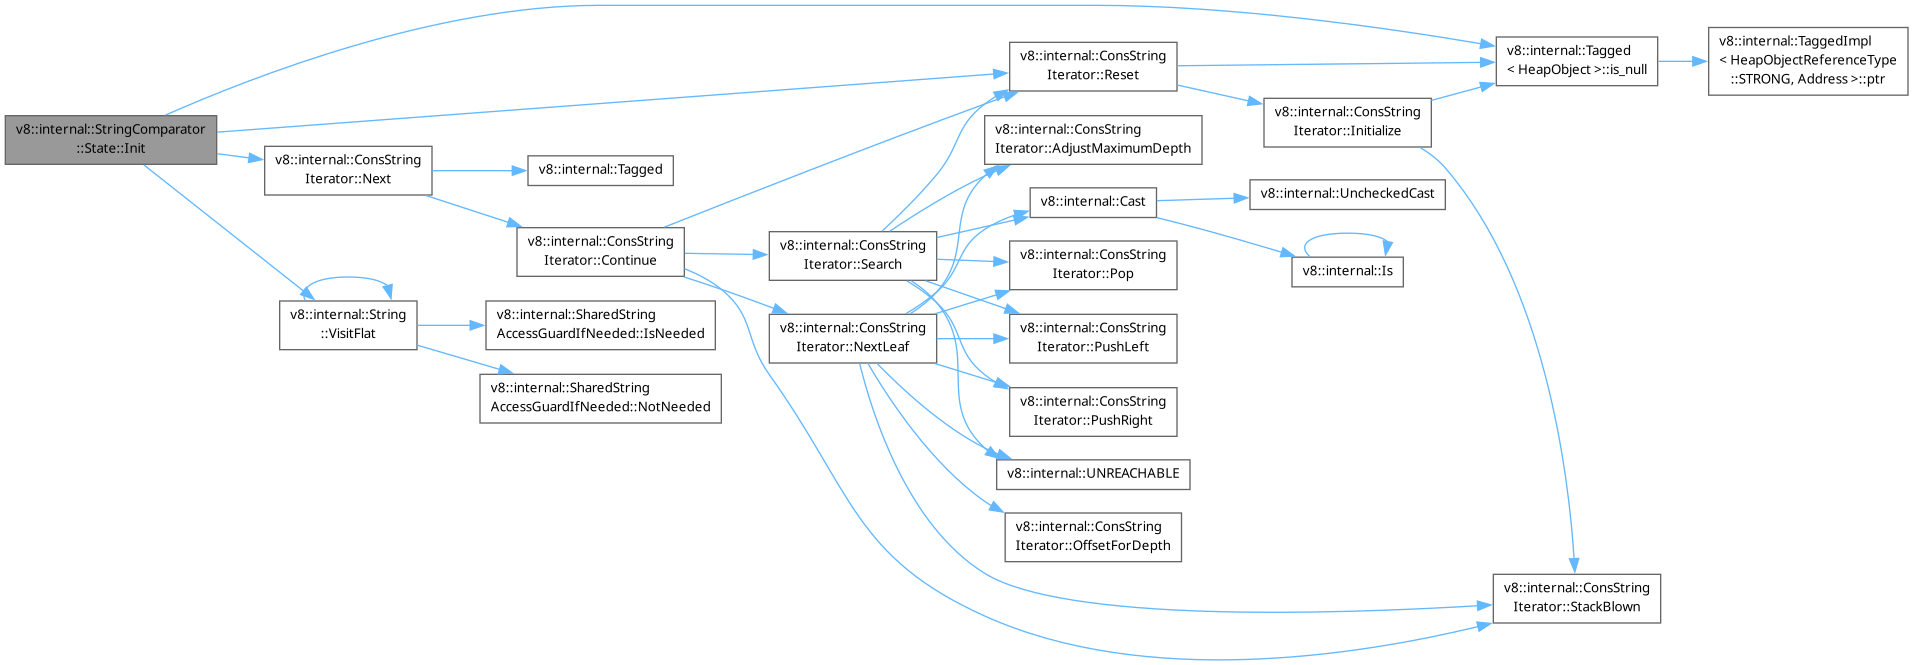 v8::internal::StringComparator
::State::Init
v8::internal::ConsString
Iterator::Next
v8::internal::String
::VisitFlat
v8::internal::Tagged
v8::internal::ConsString
Iterator::Continue
v8::internal::SharedString
AccessGuardIfNeeded::IsNeeded
v8::internal::SharedString
AccessGuardIfNeeded::NotNeeded
v8::internal::ConsString
Iterator::Search
v8::internal::ConsString
Iterator::NextLeaf
v8::internal::ConsString
Iterator::Reset
v8::internal::ConsString
Iterator::AdjustMaximumDepth
v8::internal::Cast
v8::internal::ConsString
Iterator::Pop
v8::internal::ConsString
Iterator::PushLeft
v8::internal::ConsString
Iterator::PushRight
v8::internal::UNREACHABLE
v8::internal::ConsString
Iterator::OffsetForDepth
v8::internal::ConsString
Iterator::Initialize
v8::internal::UncheckedCast
v8::internal::Is
v8::internal::Tagged
< HeapObject >::is_null
v8::internal::ConsString
Iterator::StackBlown
v8::internal::TaggedImpl
< HeapObjectReferenceType
::STRONG, Address >::ptr